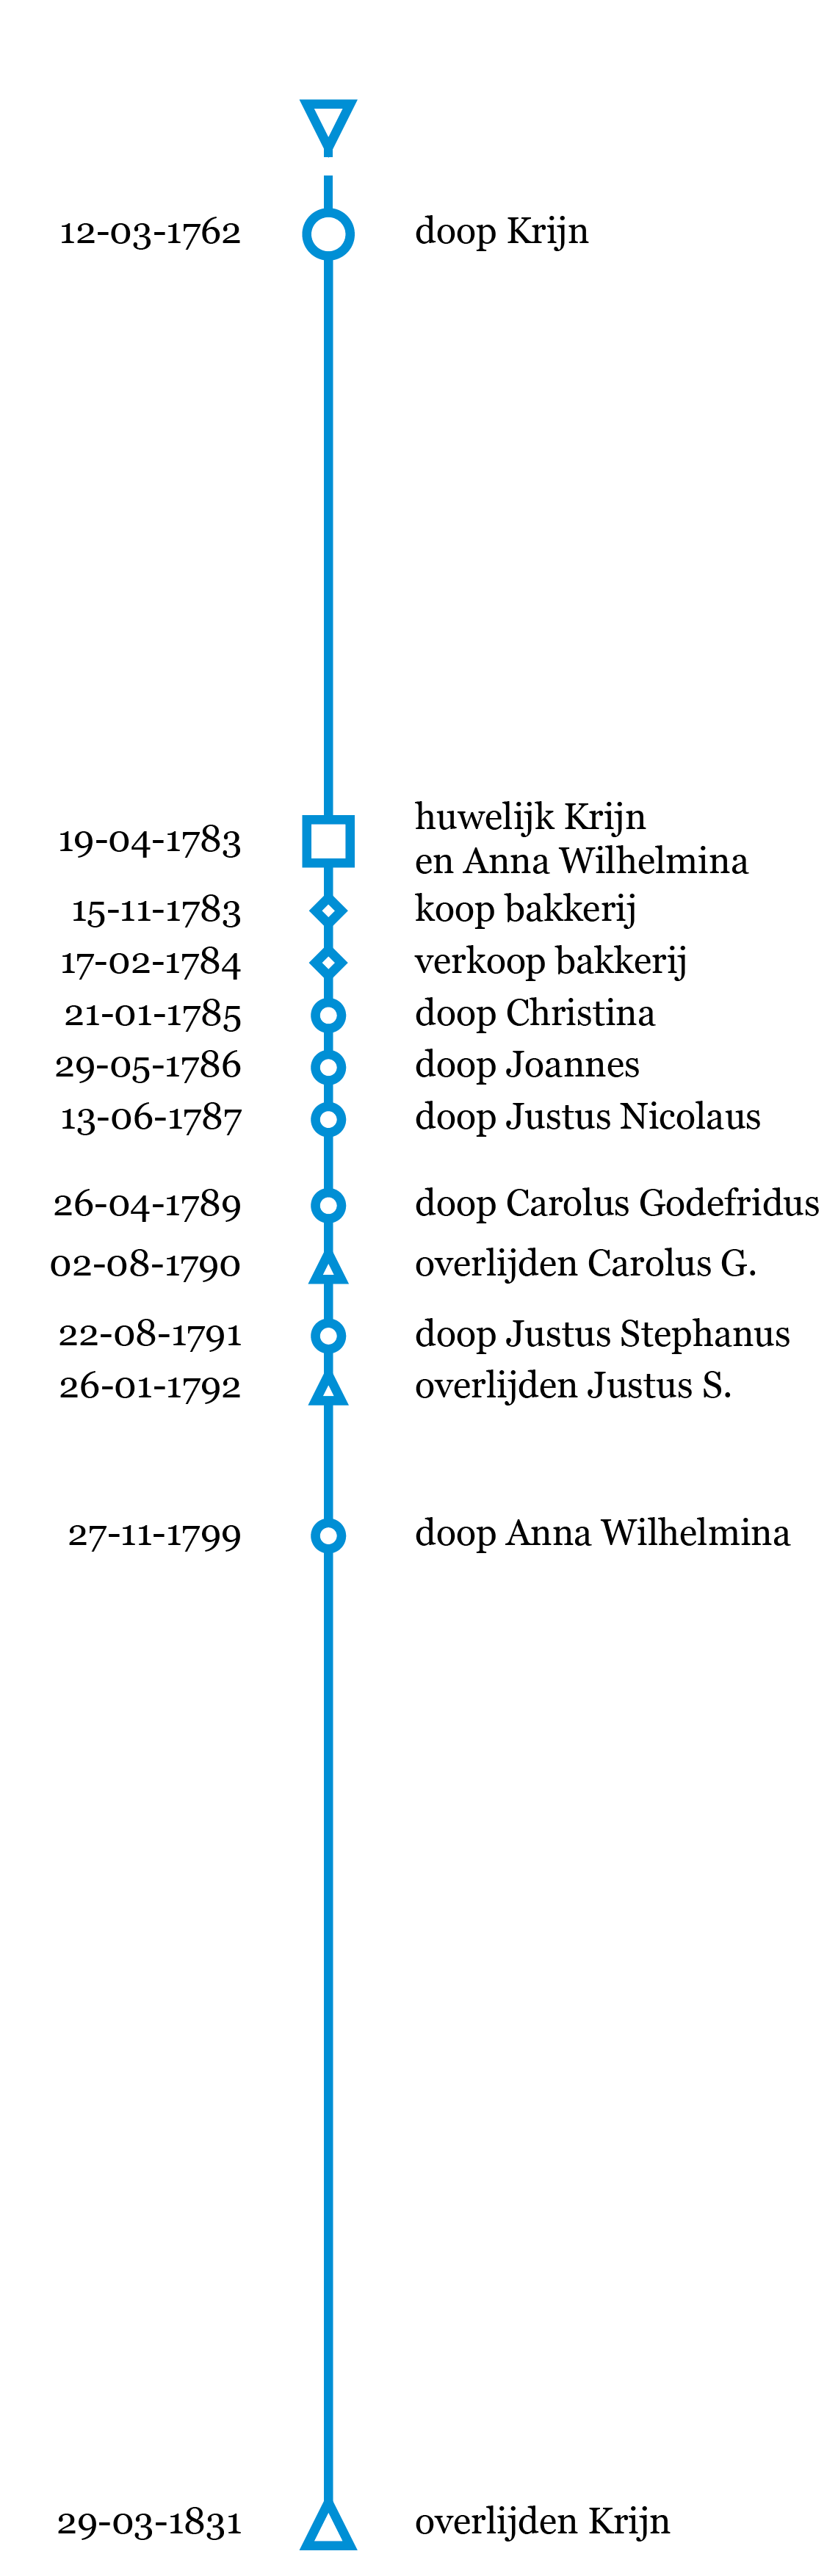 12-03-1762 doop Krijn
19-04-1783 huwelijk Krijn
en Anna Wilhelmina
15-11-1783 koop bakkerij
17-02-1784 verkoop bakkerij
21-01-1785 doop Christina
29-05-1786 doop Joannes
13-06-1787 doop Justus Nicolaus
26-04-1789 doop Carolus Godefridus
02-08-1790 overlijden Carolus G.
22-08-1791 doop Justus Stephanus
26-01-1792 overlijden Justus S.
27-11-1799 doop Anna Wilhelmina
29-03-1831 overlijden Krijn